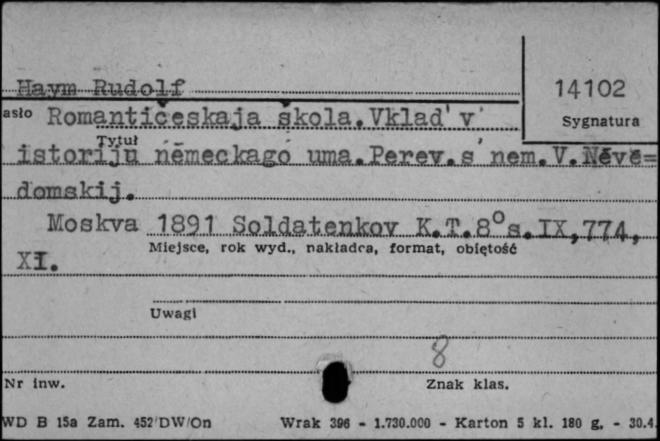 Haym Rudolf
14102
asło Romantičeskaja škola. Vklad v
Sygnatura
Tytuł
istoriju německago uma. Perev. s nem. V. Něvě=
domskij.
Moskva 1891 Soldatenkov K.T. 8° s. IX, 774,
Miejsce, rok wyd., nakładca, format, obiętość
XI.
Uwagi
8
Nr inw.
Znak klas.
WD B 15a Zam. 452/DW/On Wrak 396 - 1.730.000 - Karton 5 kl. 180 g. - 30.4.